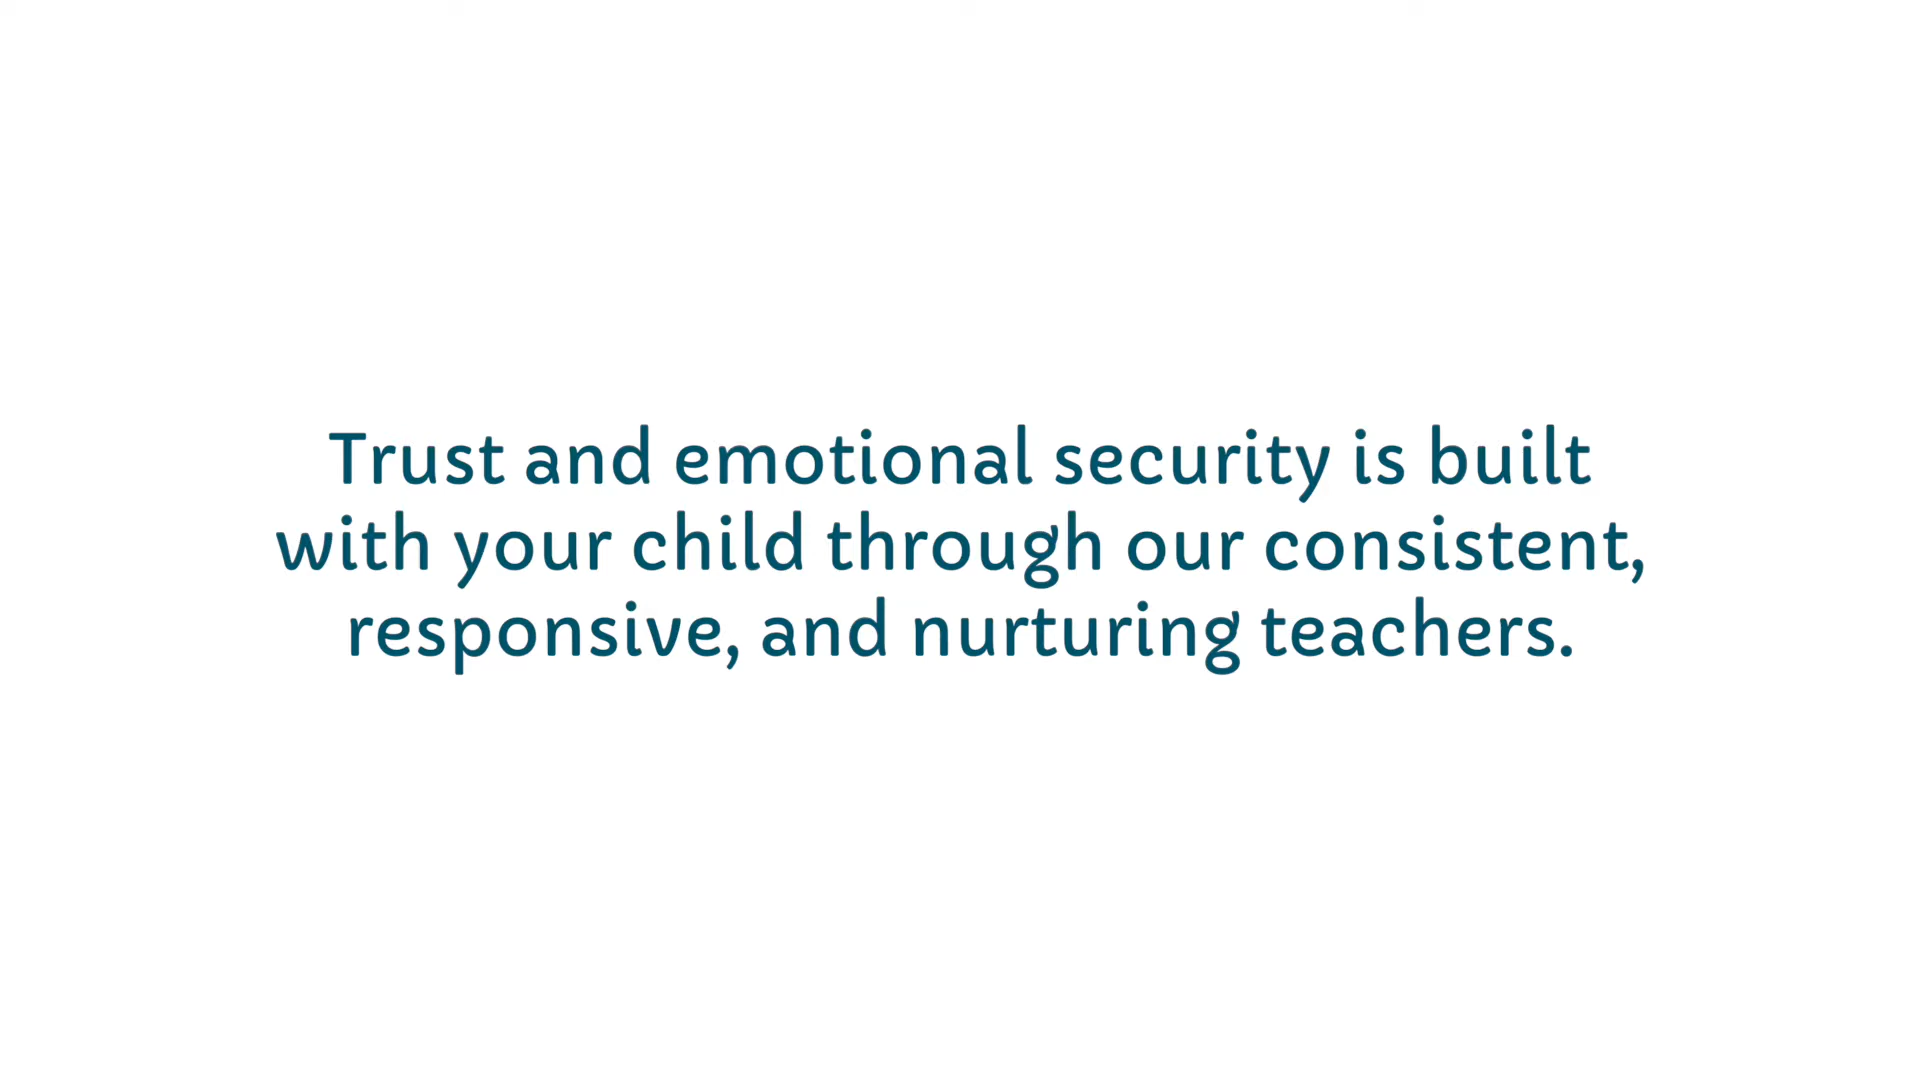 Trust and emotional security is built
with your child through our consistent,
responsive, and nurturing teachers.